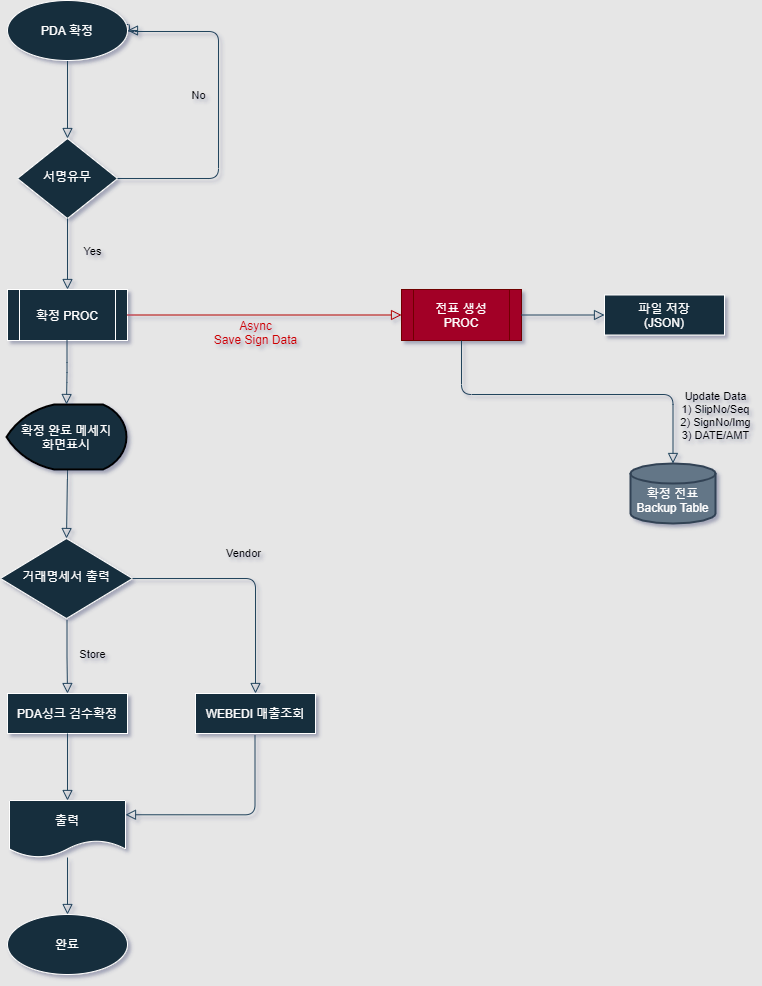 PDA 확정
No
서명유무
Yes
확정 PROC
Async
Save Sign Data
전표 생성
PROC
파일 저장
(JSON)
Update Data
1) SlipNo/Seq
2) SignNo/Img
3) DATE/AMT
확정 완료 메세지
화면표시
확정 전표
Backup Table
거래명세서 출력
Vendor
Store
PDA싱크 검수확정
WEBEDI 매출조회
출력
완료